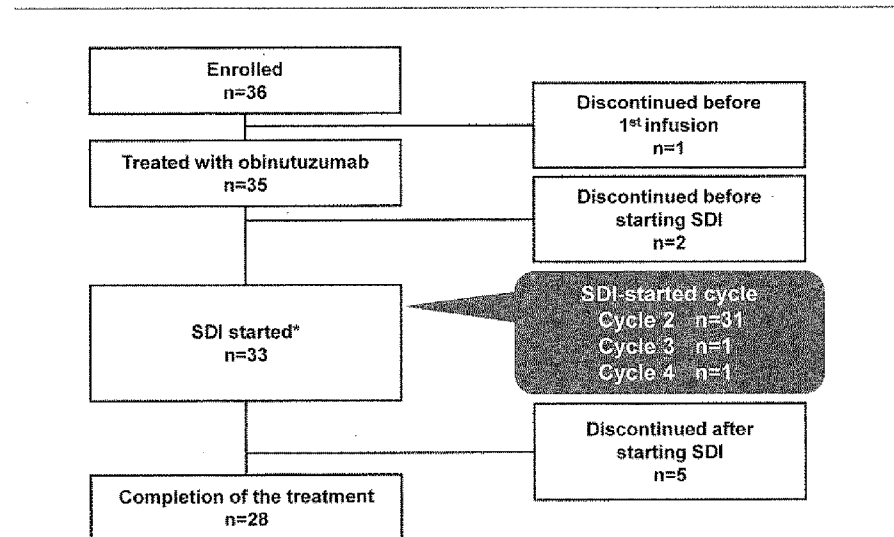 Enrolled
n=36
Discontinued before
1st infusion
n=1
Treated with obinutuzumab
n=35
Discontinued before
starting SDI
n=2
SDI-started cycle
Cycle 2 n=31
Cycle 3 n=1
Cycle 4 n=1
SDI started*
n=33
Discontinued after
starting SDI
n=5
Completion of the treatment
n=28